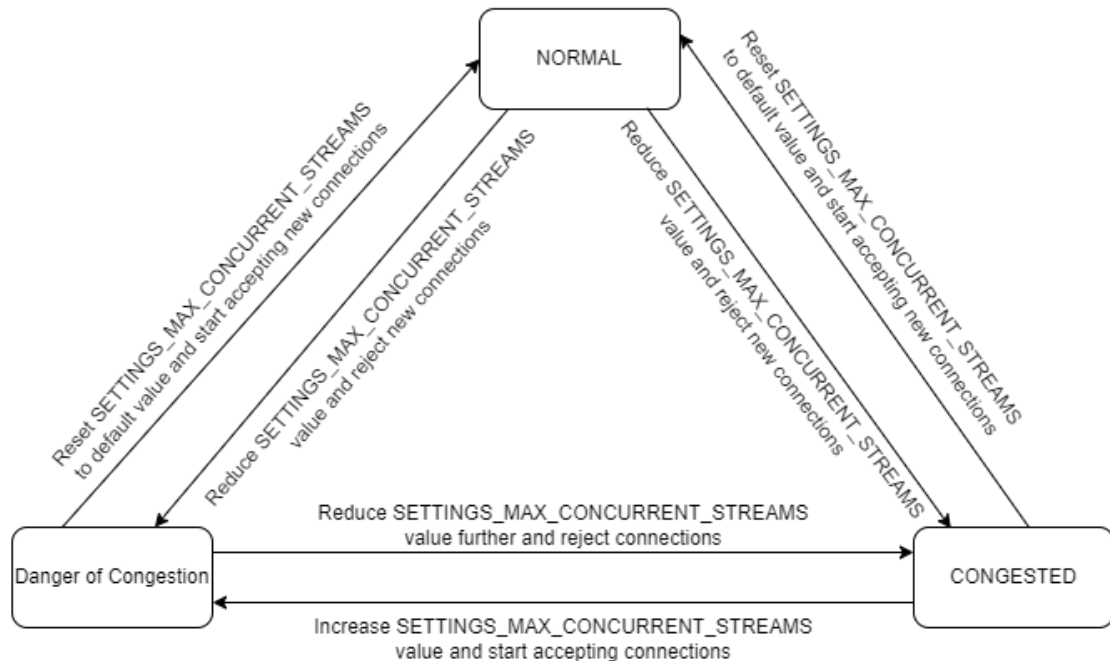 NORMAL
Reset SETTINGS_MAX_CONCURRENT_STREAMS
to default value and start accepting new connections
Reduce SETTINGS_MAX_CONCURRENT_STREAMS
value and reject new connections
Reduce SETTINGS_MAX_CONCURRENT_STREAMS
value and reject new connections
Reset SETTINGS_MAX_CONCURRENT_STREAMS
to default value and start accepting new connections
Danger of Congestion
Reduce SETTINGS_MAX_CONCURRENT_STREAMS
value further and reject connections
CONGESTED
Increase SETTINGS_MAX_CONCURRENT_STREAMS
value and start accepting connections